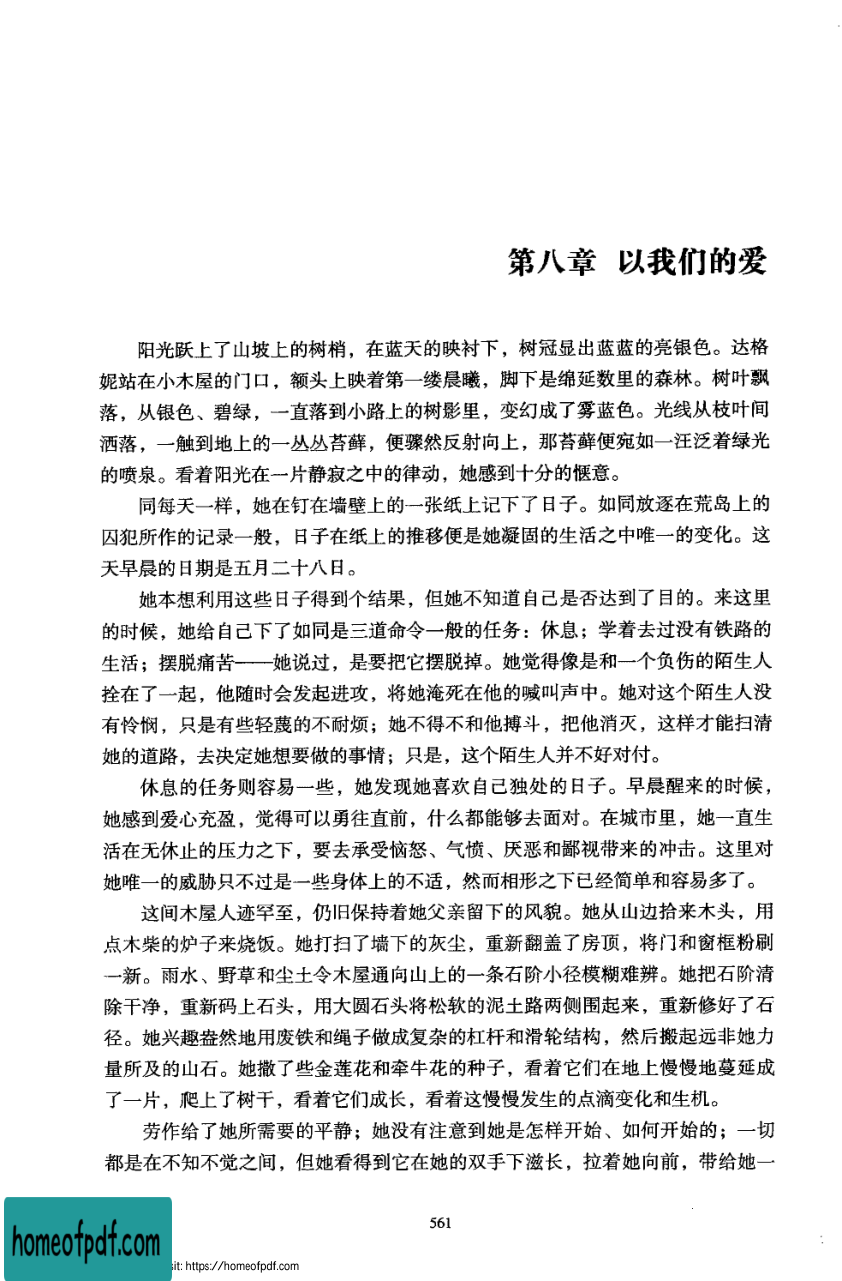 第八章 以我们的爱
阳光跃上了山坡上的树梢，在蓝天的映衬下，树冠显出蓝蓝的亮银色。达格
妮站在小木屋的门口，额头上映着第一缕晨曦，脚下是绵延数里的森林。树叶飘
落，从银色、碧绿，一直落到小路上的树影里，变幻成了雾蓝色。光线从枝叶间
洒落，一触到地上的一丛丛苔藓，便骤然反射向上，那苔藓便宛如一汪泛着绿光
的喷泉。看着阳光在一片静寂之中的律动，她感到十分的惬意。
同每天一样，她在钉在墙壁上的一张纸上记下了日子。如同放逐在荒岛上的
囚犯所作的记录一般，日子在纸上的推移便是她凝固的生活之中唯一的变化。这
天早晨的日期是五月二十八日。
她本想利用这些日子得到个结果，但她不知道自己是否达到了目的。来这里
的时候，她给自己下了如同是三道命令一般的任务：休息；学着去过没有铁路的
生活；摆脱痛苦——她说过，是要把它摆脱掉。她觉得像是和一个负伤的陌生人
拴在了一起，他随时会发起进攻，将她淹死在他的喊叫声中。她对这个陌生人没
有怜悯，只是有些轻蔑的不耐烦；她不得不和他搏斗，把他消灭，这样才能扫清
她的道路，去决定她想要做的事情；只是，这个陌生人并不好对付。
休息的任务则容易一些，她发现她喜欢自己独处的日子。早晨醒来的时候，
她感到爱心充盈，觉得可以勇往直前，什么都能够去面对。在城市里，她一直生
活在无休止的压力之下，要去承受恼怒、气愤、厌恶和鄙视带来的冲击。这里对
她唯一的威胁只不过是一些身体上的不适，然而相形之下已经简单和容易多了。
这间木屋人迹罕至，仍旧保持着她父亲留下的风貌。她从山边拾来木头，用
点木柴的炉子来烧饭。她打扫了墙下的灰尘，重新翻盖了房顶，将门和窗框粉刷
一新。雨水、野草和尘土令木屋通向山上的一条石阶小径模糊难辨。她把石阶清
除干净，重新码上石头，用大圆石头将松软的泥土路两侧围起来，重新修好了石
径。她兴趣盎然地用废铁和绳子做成复杂的杠杆和滑轮结构，然后搬起远非她力
量所及的山石。她撒了些金莲花和牵牛花的种子，看着它们在地上慢慢地蔓延成
了一片，爬上了树干，看着它们成长，看着这慢慢发生的点滴变化和生机。
劳作给了她所需要的平静；她没有注意到她是怎样开始、如何开始的；一切
都是在不知不觉之间，但她看得到它在她的双手下滋长，拉着她向前，带给她一
561
homeofpdf.com
sit: https://homeofpdf.com